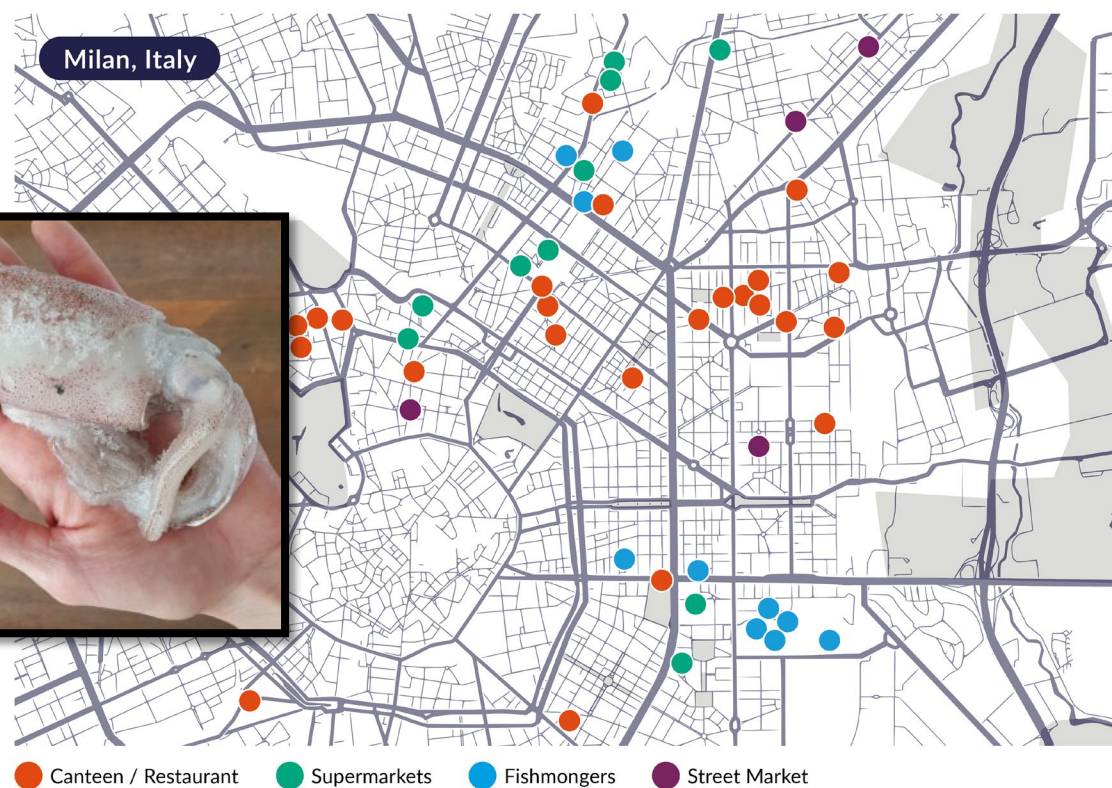 Milan, Italy
Canteen / Restaurant
Supermarkets
Fishmongers
Street Market